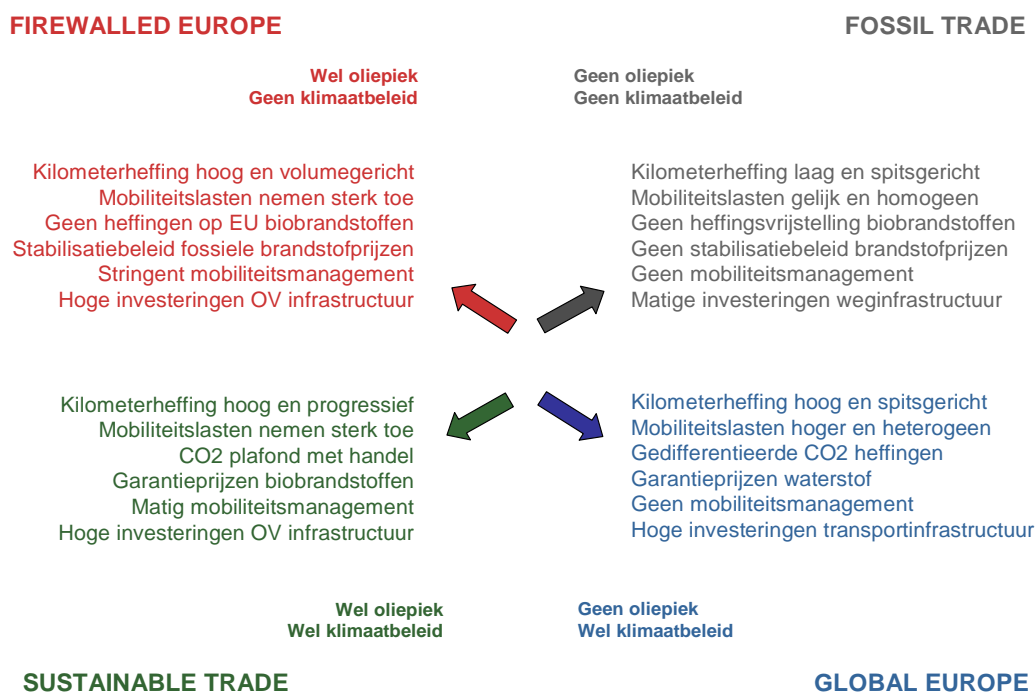 FIREWALLED EUROPE
FOSSIL TRADE
Wel oliepiek
Geen klimaatbeleid
Geen oliepiek
Geen klimaatbeleid
Kilometerheffing hoog en volumegericht
Mobiliteitslasten nemen sterk toe
Geen heffingen op EU biobrandstoffen
Stabilisatiebeleid fossiele brandstofprijzen
Stringent mobiliteitsmanagement
Hoge investeringen OV infrastructuur
Kilometerheffing laag en spitsgericht
Mobiliteitslasten gelijk en homogeen
Geen heffingsvrijstelling biobrandstoffen
Geen stabilisatiebeleid brandstofprijzen
Geen mobiliteitsmanagement
Matige investeringen weginfrastructuur
Kilometerheffing hoog en progressief
Mobiliteitslasten nemen sterk toe
CO2 plafond met handel
Garantieprijzen biobrandstoffen
Matig mobiliteitsmanagement
Hoge investeringen OV infrastructuur
Kilometerheffing hoog en spitsgericht
Mobiliteitslasten hoger en heterogeen
Gedifferentieerde CO2 heffingen
Garantieprijzen waterstof
Geen mobiliteitsmanagement
Hoge investeringen transportinfrastructuur
Wel oliepiek
Wel klimaatbeleid
Geen oliepiek
Wel klimaatbeleid
SUSTAINABLE TRADE
GLOBAL EUROPE